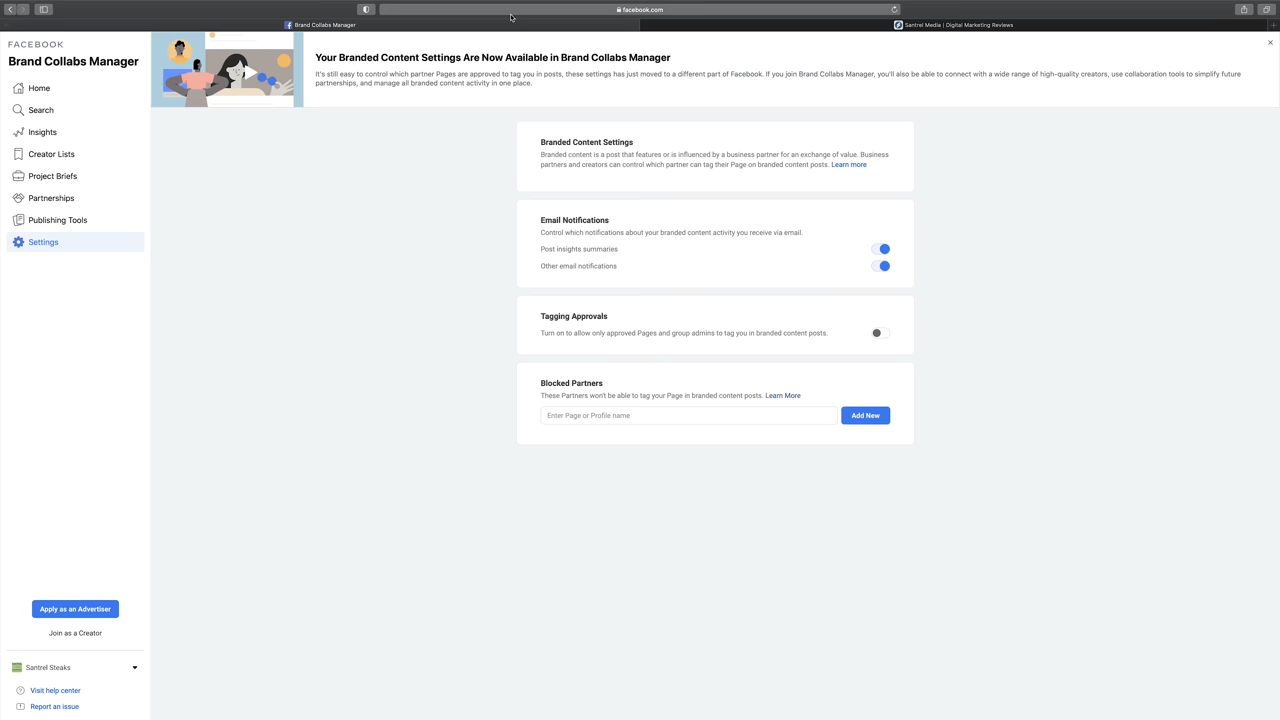 facebook.com
Brand Collabs Manager
Santrel Media | Digital Marketing Reviews
FACEBOOK
Brand Collabs Manager
Home
Search
Insights
Creator Lists
Project Briefs
Partnerships
Publishing Tools
Settings
Apply as an Advertiser
Join as a Creator
Santrel Steaks
Visit help center
Report an issue
Your Branded Content Settings Are Now Available in Brand Collabs Manager
It's still easy to control which partner Pages are approved to tag you in posts, these settings has just moved to a different part of Facebook. If you join Brand Collabs Manager, you'll also be able to connect with a wide range of high-quality creators, use collaboration tools to simplify future
partnerships, and manage all branded content activity in one place.
Branded Content Settings
Branded content is a post that features or is influenced by a business partner for an exchange of value. Business
partners and creators can control which partner can tag their Page on branded content posts. Learn more
Email Notifications
Control which notifications about your branded content activity you receive via email.
Post insights summaries
Other email notifications
Tagging Approvals
Turn on to allow only approved Pages and group admins to tag you in branded content posts.
Blocked Partners
These Partners won't be able to tag your Page in branded content posts. Learn More
Enter Page or Profile name
Add New